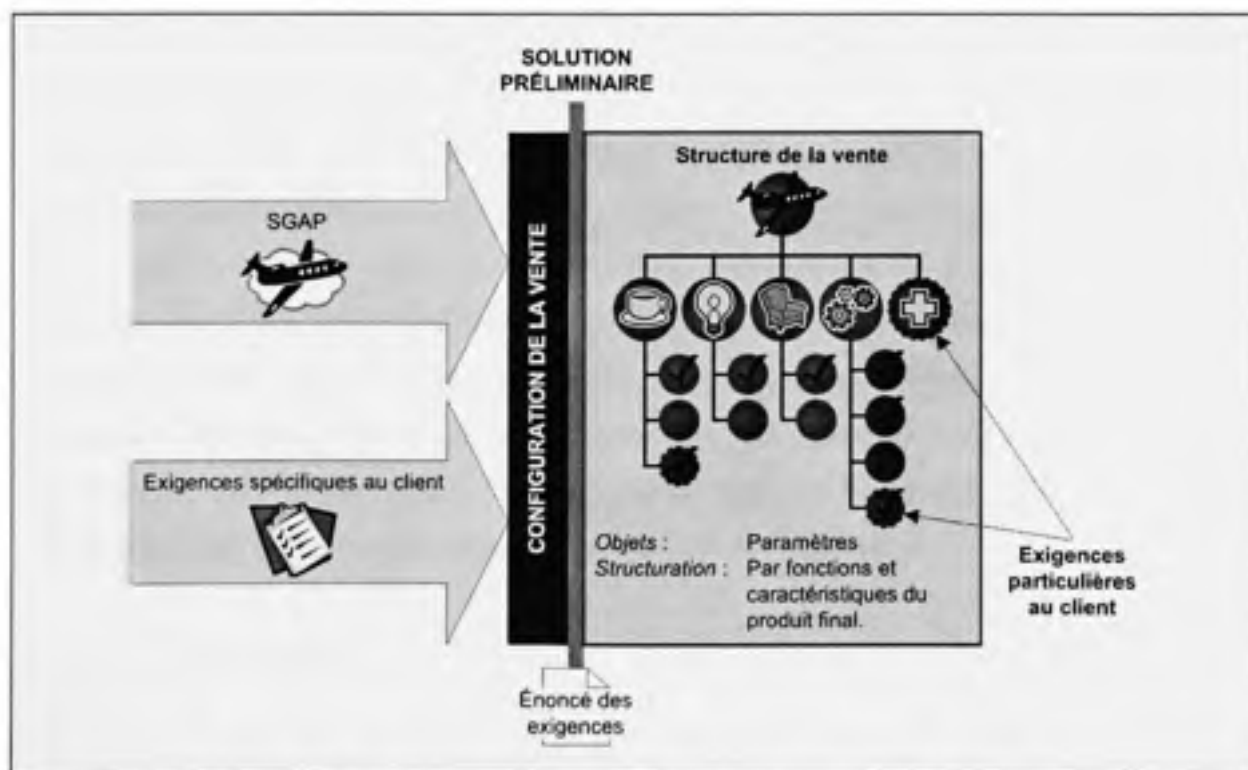 SOLUTION
PRÉLIMINAIRE
SGAP
Exigences spécifiques au client
CONFIGURATION DE LA VENTE
Structure de la vente
Objets : Paramètres
Structuration : Par fonctions et
caractéristiques du
produit final.
Exigences
particulières
au client
Énoncé des
exigences